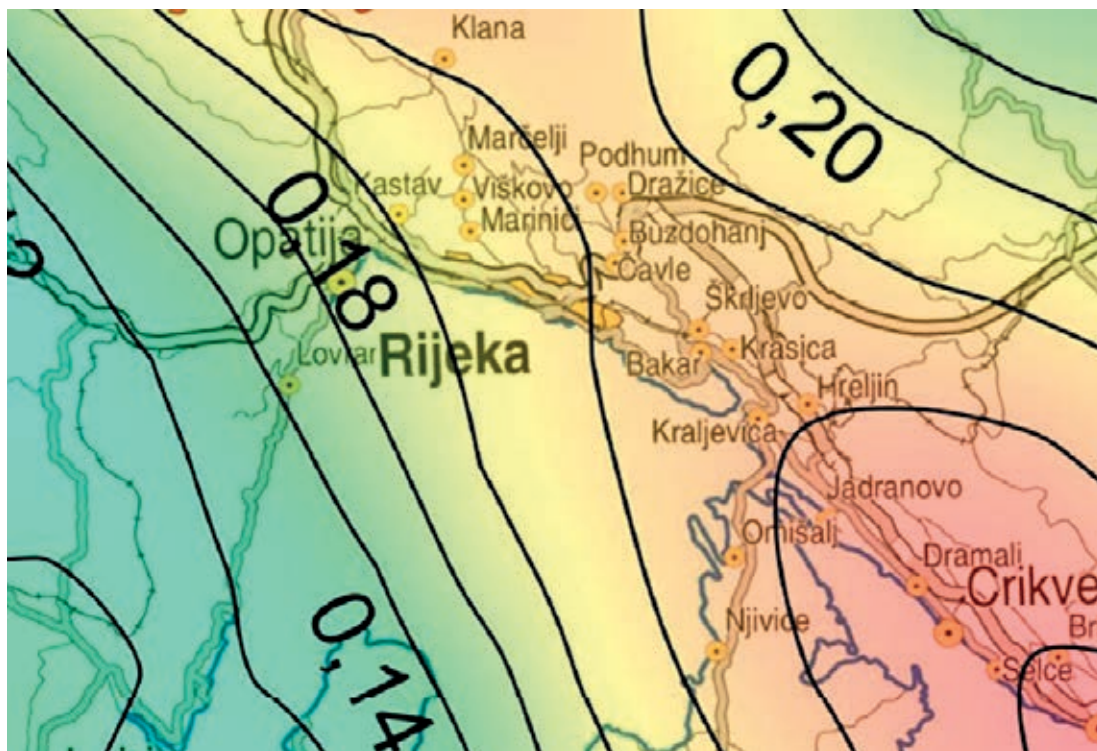 Klana
0,20
Marčelji
Podhum
Kastav
Viškovo
Dražice
0,18
Marinići
Opatija
Buzdohanj
Čavle
Škrljevo
Lovran
Rijeka
Bakar
Krasica
Hreljin
Kraljevica
Jadranovo
Omišalj
Dramalj
Crikve
0,14
Njivice
Br
Selce